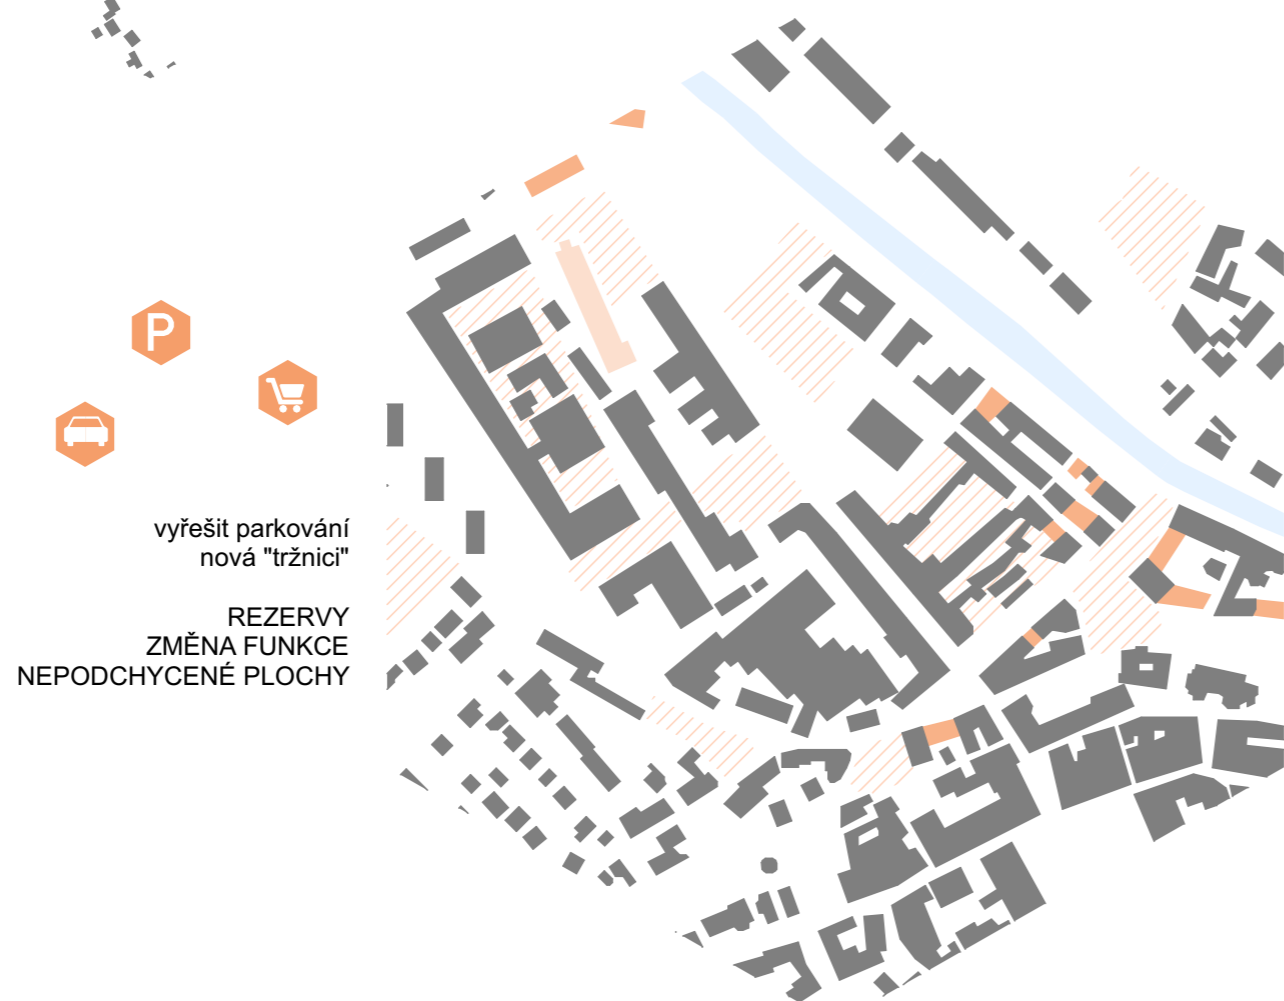 P
vyřešit parkování
nová "tržnici"
REZERVY
ZMĚNA FUNKCE
NEPODCHYCENÉ PLOCHY